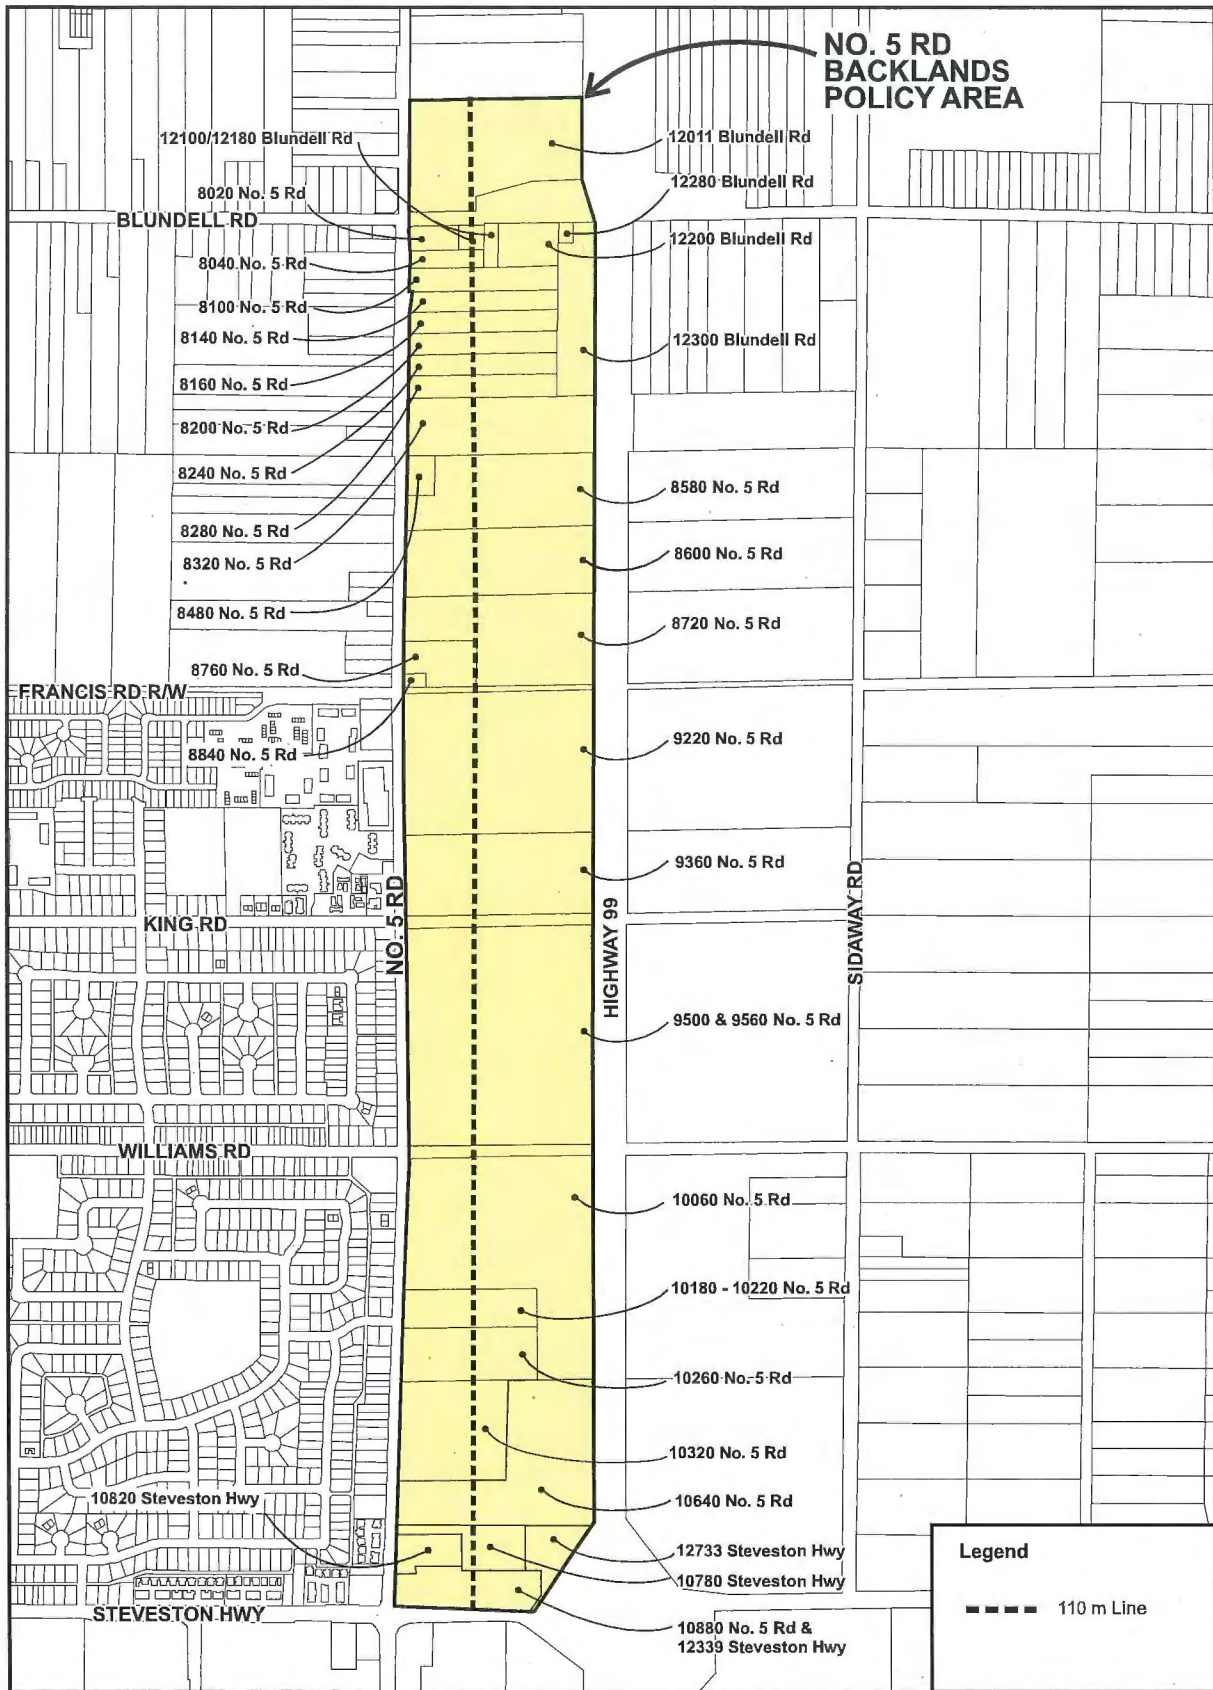 NO. 5 RD
BACKLANDS
POLICY AREA
12100/12180 Blundell Rd
12011 Blundell Rd
8020 No. 5 Rd
12280 Blundell Rd
BLUNDELL RD
12200 Blundell Rd
8040 No. 5 Rd
8100 No. 5 Rd
8140 No. 5 Rd
12300 Blundell Rd
8160 No. 5 Rd
8200 No. 5 Rd
8240 No. 5 Rd
8580 No. 5 Rd
8280 No. 5 Rd
8320 No. 5 Rd
8600 No. 5 Rd
8480 No. 5 Rd
8720 No. 5 Rd
8760 No. 5 Rd
FRANCIS RD R/W
8840 No. 5 Rd
9220 No. 5 Rd
9360 No. 5 Rd
KING RD
NO. 5 RD
HIGHWAY 99
SIDAWAY RD
9500 & 9560 No. 5 Rd
WILLIAMS RD
10060 No. 5 Rd
10180 - 10220 No. 5 Rd
10260 No. 5 Rd
10320 No. 5 Rd
10820 Steveston Hwy
10640 No. 5 Rd
12733 Steveston Hwy
10780 Steveston Hwy
STEVESTON HWY
10880 No. 5 Rd &
12339 Steveston Hwy
Legend
110 m Line